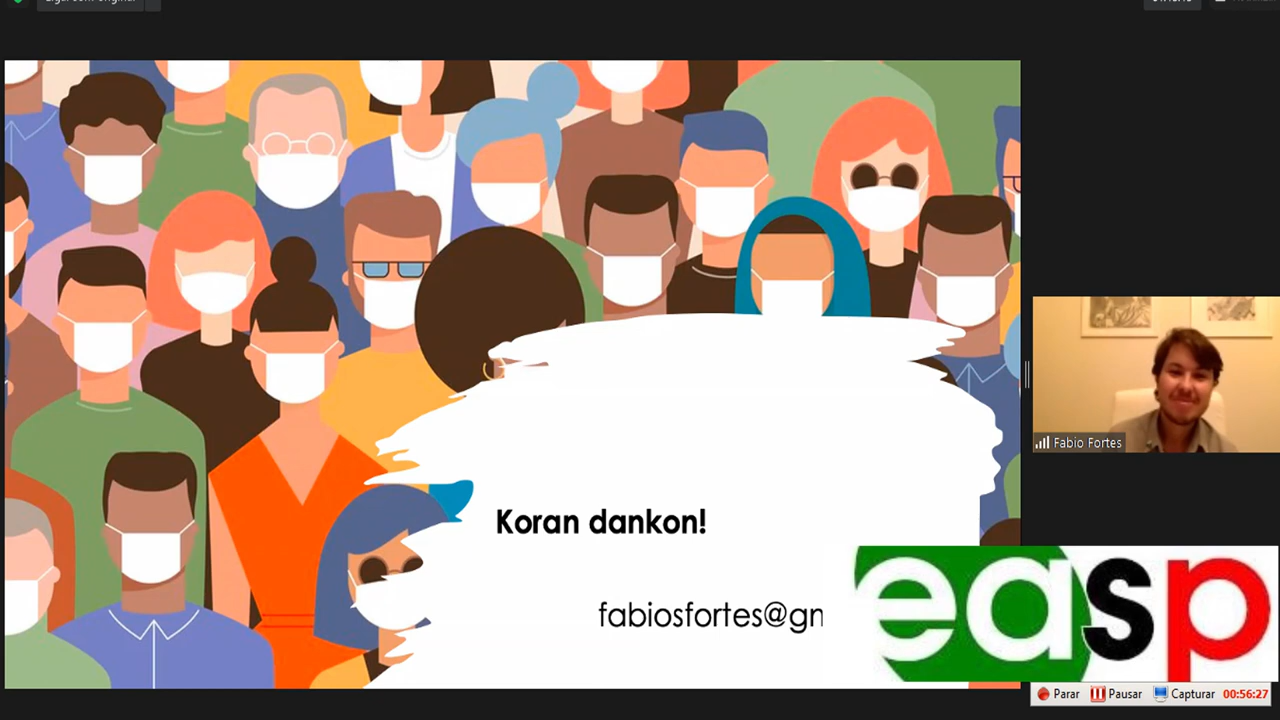 Koran dankon!
fabiosfortes@gn
Fabio Fortes
easp
Parar Pausar Capturar 00:56:27